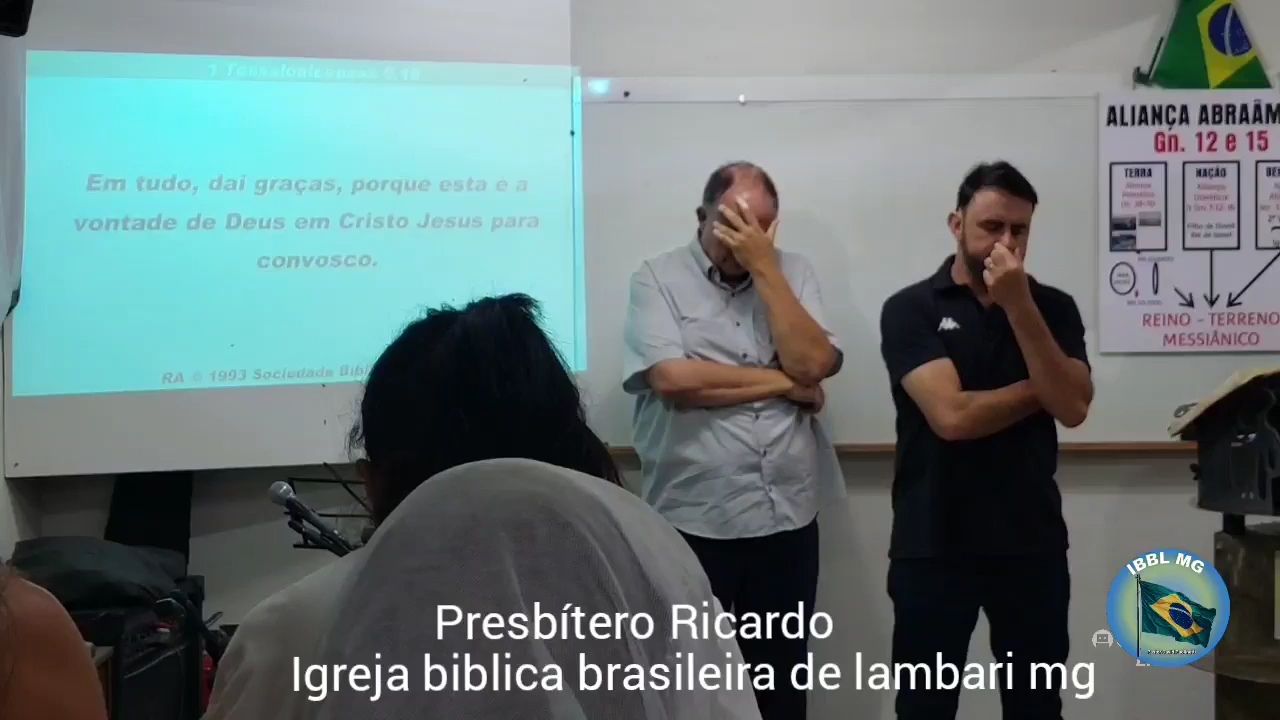 1 Tessalonicenses 5.18
Em tudo, dai graças, porque esta é a
vontade de Deus em Cristo Jesus para
convosco.
RA © 1993 Sociedade
ALIANÇA
Gn. 12 e 15
TERRA
NAÇÃO
REINO - TERRENO
MESSIÂNICO
IBBL MG
Presbítero Ricardo
Igreja biblica brasileira de lambari mg